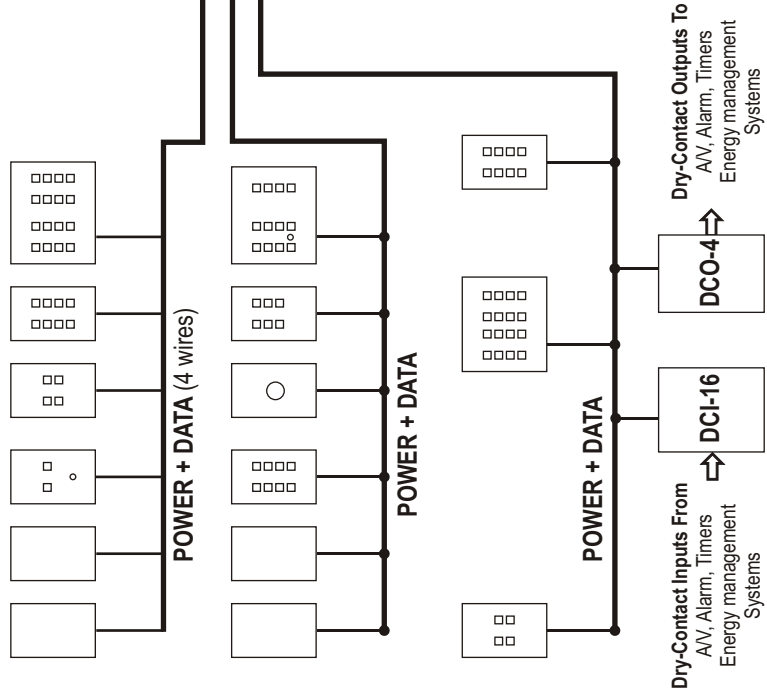 POWER + DATA (4 wires)
POWER + DATA
POWER + DATA
Dry-Contact Inputs From
A/V, Alarm, Timers
Energy management
Systems
DCI-16
DCO-4
Dry-Contact Outputs To
A/V, Alarm, Timers
Energy management
Systems